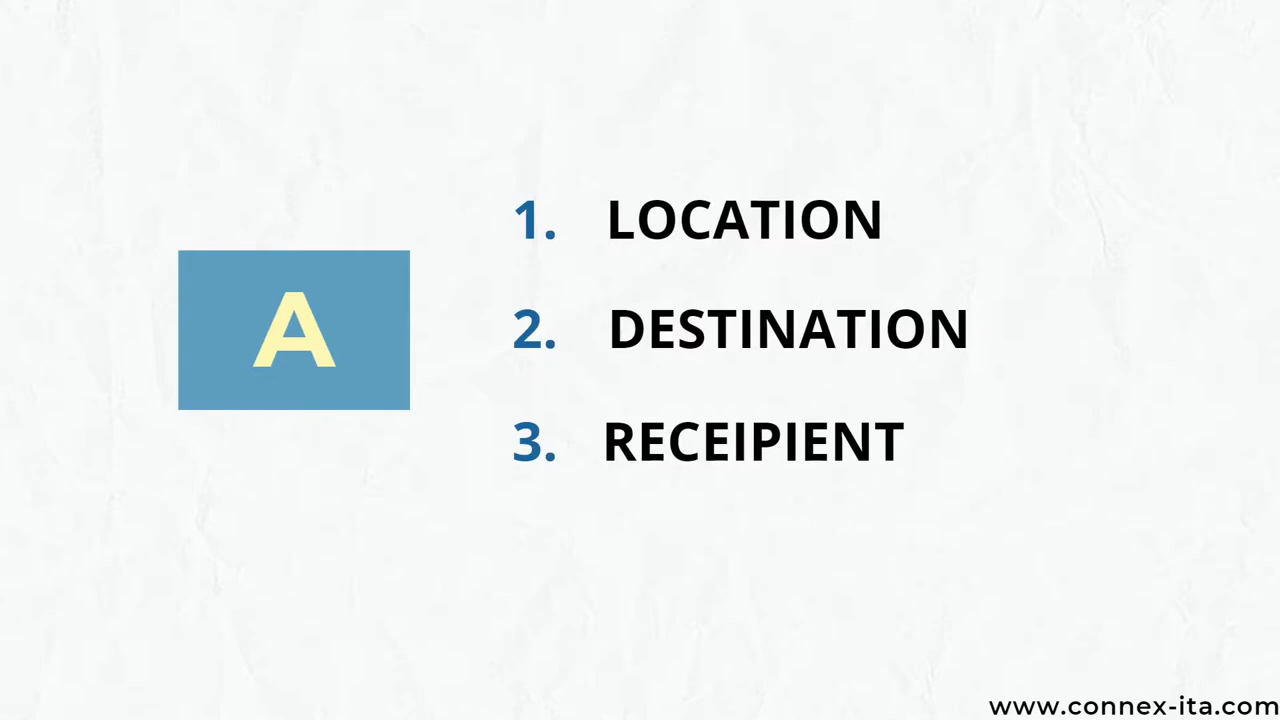 A
1. LOCATION
2. DESTINATION
3. RECEIPIENT
www.connex-ita.com